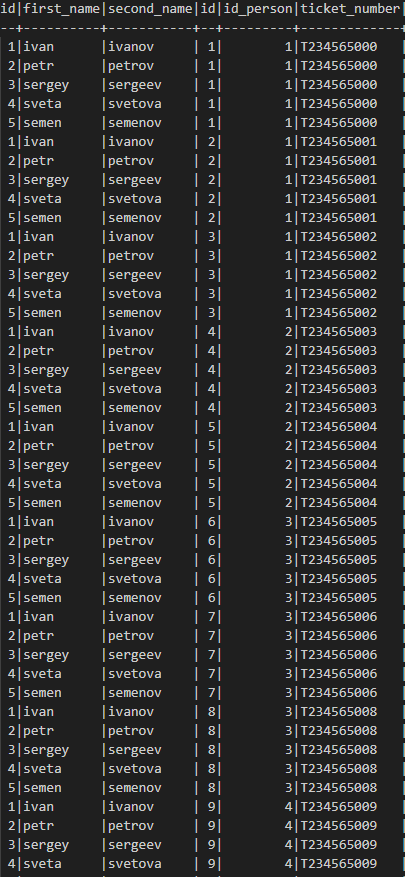 id|first_name|second_name|id|id_person|ticket_number|
--+----------+-----------+--+---------+-------------+
 1|ivan      |ivanov     | 1|        1|T234565000   |
 2|petr      |petrov     | 1|        1|T234565000   |
 3|sergey    |sergeev    | 1|        1|T234565000   |
 4|sveta     |svetova    | 1|        1|T234565000   |
 5|semen     |semenov    | 1|        1|T234565000   |
 1|ivan      |ivanov     | 2|        1|T234565001   |
 2|petr      |petrov     | 2|        1|T234565001   |
 3|sergey    |sergeev    | 2|        1|T234565001   |
 4|sveta     |svetova    | 2|        1|T234565001   |
 5|semen     |semenov    | 2|        1|T234565001   |
 1|ivan      |ivanov     | 3|        1|T234565002   |
 2|petr      |petrov     | 3|        1|T234565002   |
 3|sergey    |sergeev    | 3|        1|T234565002   |
 4|sveta     |svetova    | 3|        1|T234565002   |
 5|semen     |semenov    | 3|        1|T234565002   |
 1|ivan      |ivanov     | 4|        2|T234565003   |
 2|petr      |petrov     | 4|        2|T234565003   |
 3|sergey    |sergeev    | 4|        2|T234565003   |
 4|sveta     |svetova    | 4|        2|T234565003   |
 5|semen     |semenov    | 4|        2|T234565003   |
 1|ivan      |ivanov     | 5|        2|T234565004   |
 2|petr      |petrov     | 5|        2|T234565004   |
 3|sergey    |sergeev    | 5|        2|T234565004   |
 4|sveta     |svetova    | 5|        2|T234565004   |
 5|semen     |semenov    | 5|        2|T234565004   |
 1|ivan      |ivanov     | 6|        3|T234565005   |
 2|petr      |petrov     | 6|        3|T234565005   |
 3|sergey    |sergeev    | 6|        3|T234565005   |
 4|sveta     |svetova    | 6|        3|T234565005   |
 5|semen     |semenov    | 6|        3|T234565005   |
 1|ivan      |ivanov     | 7|        3|T234565006   |
 2|petr      |petrov     | 7|        3|T234565006   |
 3|sergey    |sergeev    | 7|        3|T234565006   |
 4|sveta     |svetova    | 7|        3|T234565006   |
 5|semen     |semenov    | 7|        3|T234565006   |
 1|ivan      |ivanov     | 8|        3|T234565008   |
 2|petr      |petrov     | 8|        3|T234565008   |
 3|sergey    |sergeev    | 8|        3|T234565008   |
 4|sveta     |svetova    | 8|        3|T234565008   |
 5|semen     |semenov    | 8|        3|T234565008   |
 1|ivan      |ivanov     | 9|        4|T234565009   |
 2|petr      |petrov     | 9|        4|T234565009   |
 3|sergey    |sergeev    | 9|        4|T234565009   |
 4|sveta     |svetova    | 9|        4|T234565009   |